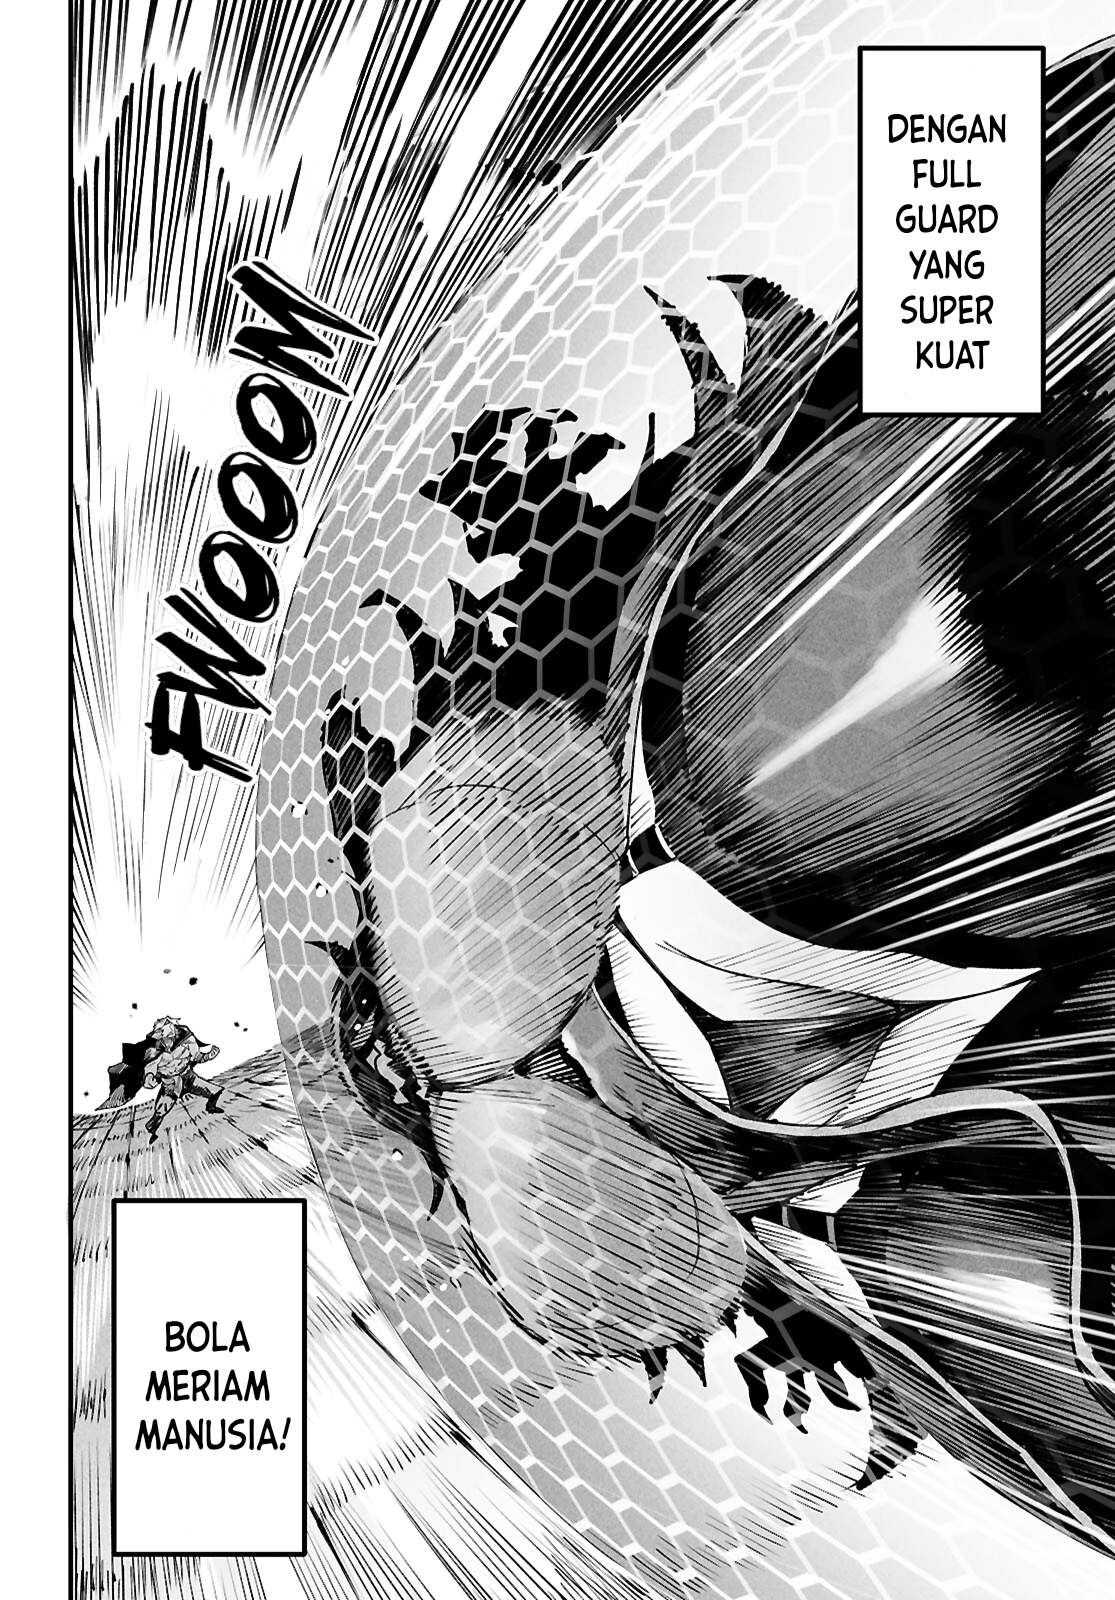 DENGAN
FULL
GUARD
YANG
SUPER
KUAT
FWOOOM
BOLA
MERIAM
MANUSIA!